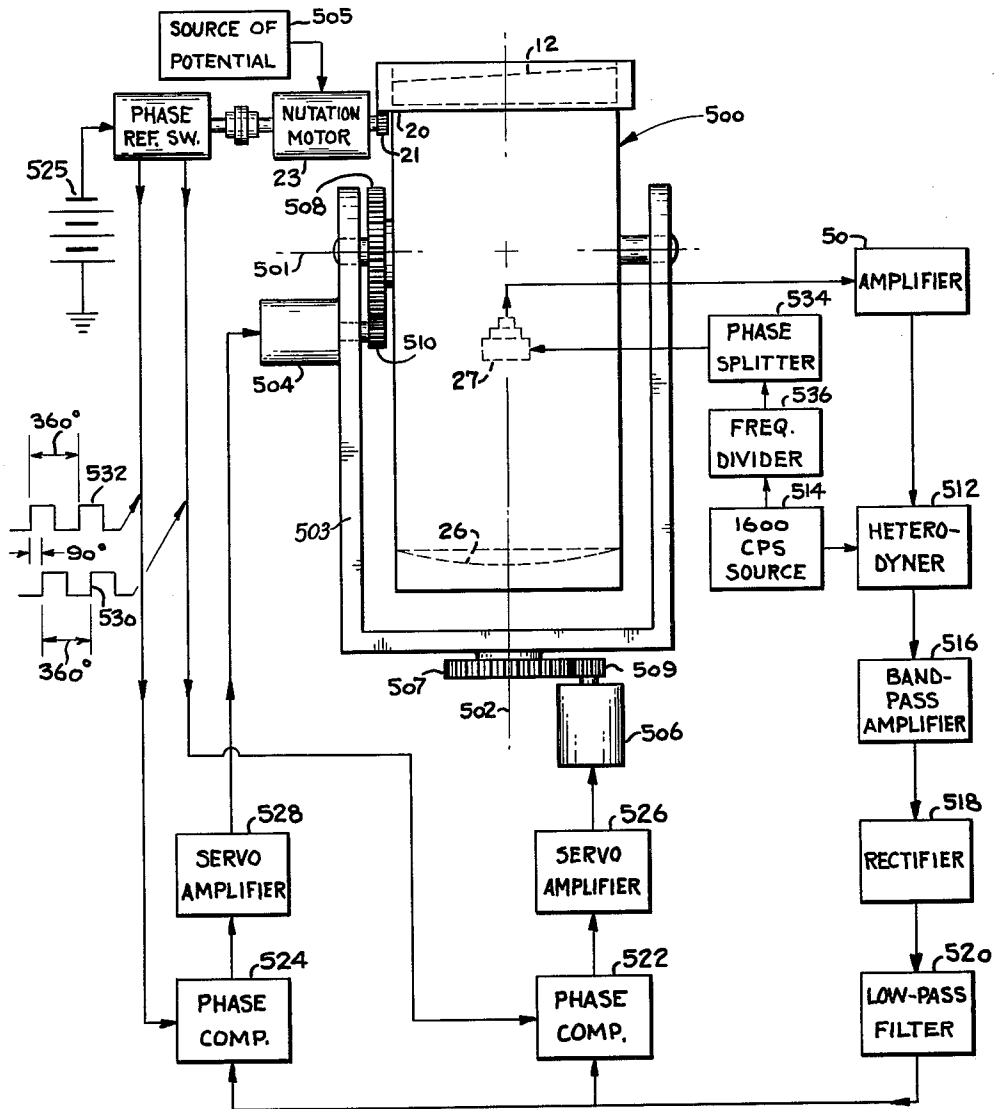 505
SOURCE OF
POTENTIAL
12
PHASE
REF. SW.
NUTATION
MOTOR
20
21
500
525
23
508
501
50
AMPLIFIER
534
PHASE
SPLITTER
510
504
27
536
FREQ.
DIVIDER
360°
532
514
1600
CPS
SOURCE
512
HETERO-
DYNER
503
26
90°
530
360°
507
509
502
516
BAND-
PASS
AMPLIFIER
506
528
SERVO
AMPLIFIER
526
SERVO
AMPLIFIER
518
RECTIFIER
524
PHASE
COMP.
522
PHASE
COMP.
520
LOW-PASS
FILTER